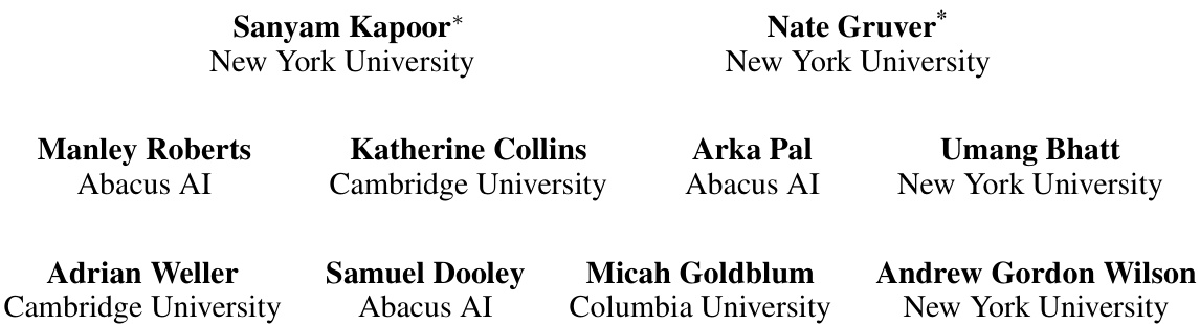 Sanyam Kapoor* Nate Gruver*
New York University New York University
Manley Roberts Katherine Collins Arka Pal Umang Bhatt
Abacus AI Cambridge University Abacus AI New York University
Adrian Weller Samuel Dooley Micah Goldblum Andrew Gordon Wilson
Cambridge University Abacus AI Columbia University New York University